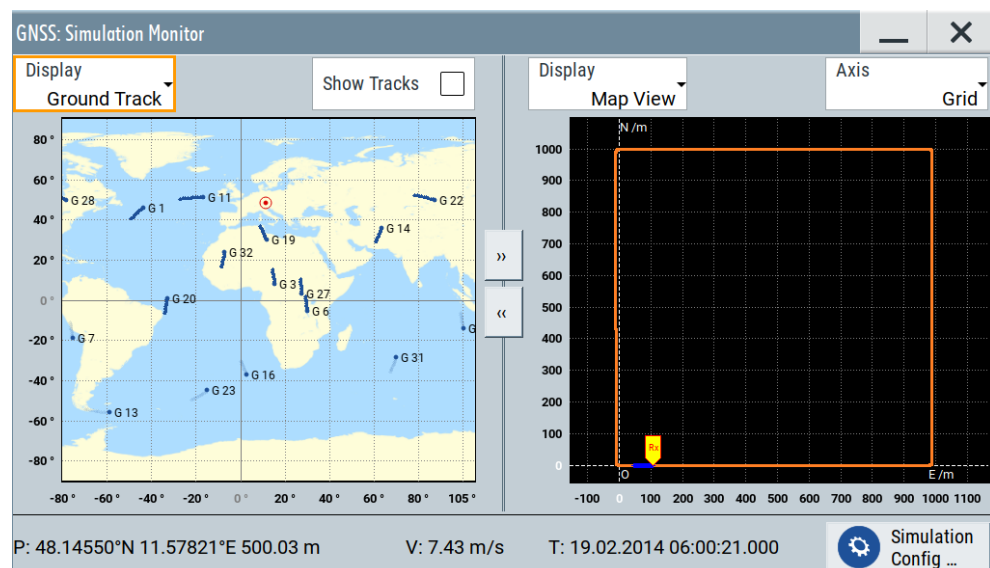 GNSS: Simulation Monitor
Display
Ground Track
Show Tracks
Display
Map View
Axis
Grid
80 °
60 °
40 °
20 °
0 °
-20 °
-40 °
-60 °
-80 °
G 28
G 1
G 11
G 22
G 14
G 19
G 32
G 3
G 27
G 6
G 20
G
G 7
G 31
G 16
G 23
G 13
-80 ° -60 ° -40 ° -20 ° 0 ° 20 ° 40 ° 60 ° 80 ° 105 °
»
«
N /m
1000
900
800
700
600
500
400
300
200
100
0
Rx
O
E /m
-100 0 100 200 300 400 500 600 700 800 900 1000 1100
P: 48.14550°N 11.57821°E 500.03 m V: 7.43 m/s T: 19.02.2014 06:00:21.000
Simulation
Config ...